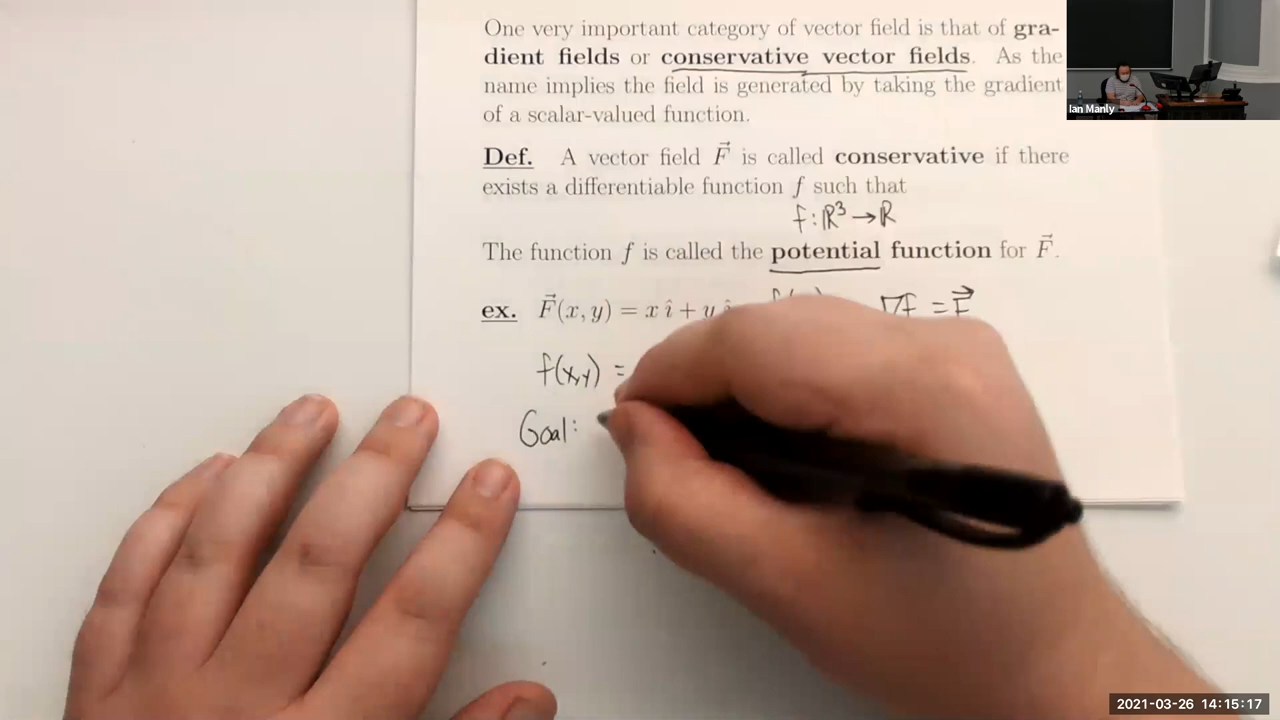 One very important category of vector field is that of gra-
dient fields or conservative vector fields. As the
name implies the field is generated by taking the gradient
of a scalar-valued function.
Ian Manly
Def. A vector field F⃗ is called conservative if there
exists a differentiable function f such that
f: ℝ³ → ℝ
The function f is called the potential function for F⃗.
ex. F⃗(x, y) = x î + y ∇f = F⃗
f(x,y) =
Goal:
2021-03-26 14:15:17